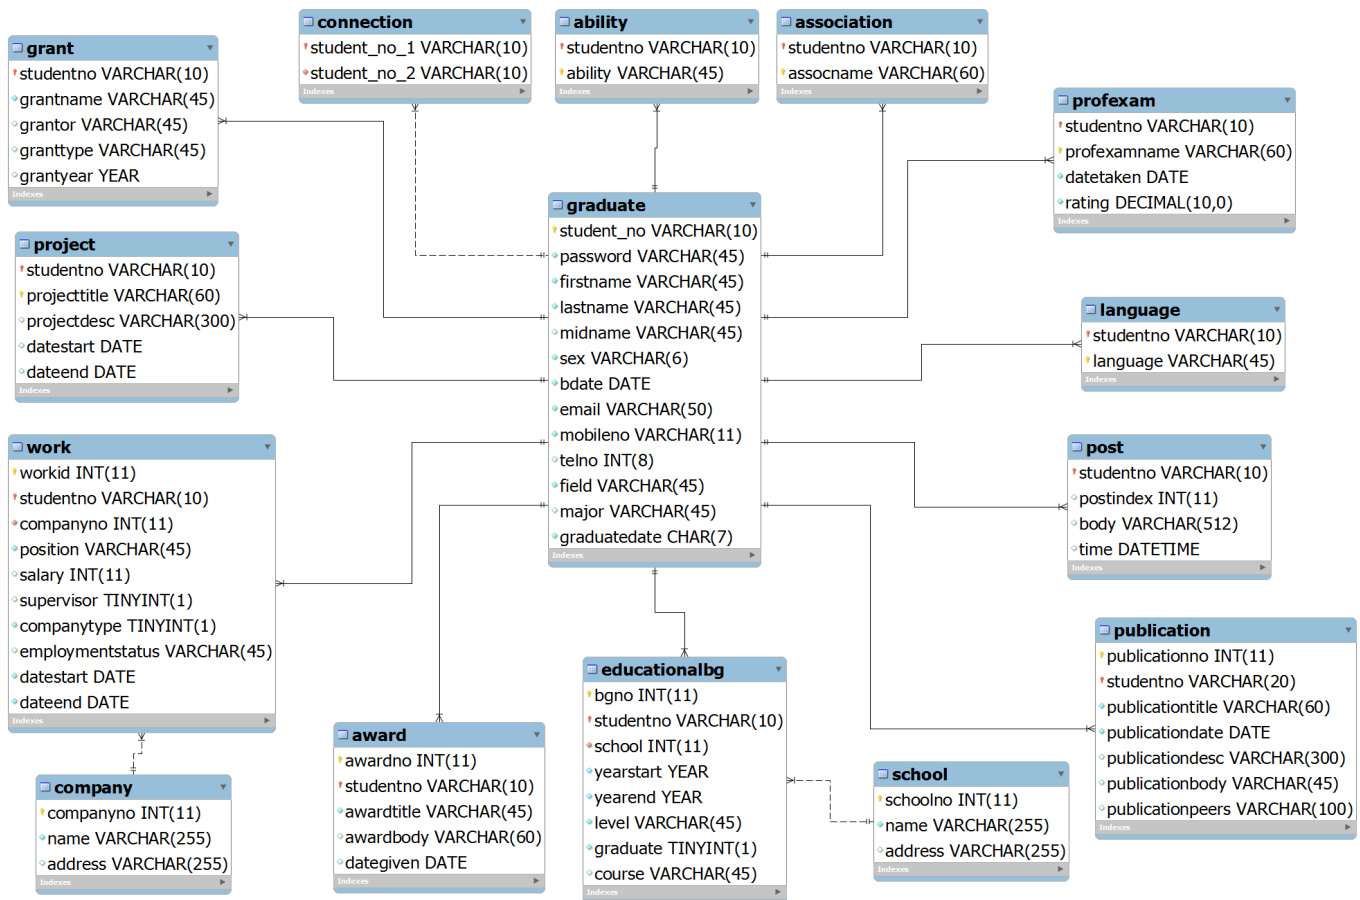 connection
student_no_1 VARCHAR(10)
student_no_2 VARCHAR(10)
Indexes
ability
studentno VARCHAR(10)
ability VARCHAR(45)
Indexes
association
studentno VARCHAR(10)
assocname VARCHAR(60)
Indexes
grant
studentno VARCHAR(10)
grantname VARCHAR(45)
grantor VARCHAR(45)
granttype VARCHAR(45)
grantyear YEAR
Indexes
profexam
studentno VARCHAR(10)
profexamname VARCHAR(60)
datetaken DATE
rating DECIMAL(10,0)
Indexes
graduate
student_no VARCHAR(10)
password VARCHAR(45)
firstname VARCHAR(45)
lastname VARCHAR(45)
midname VARCHAR(45)
sex VARCHAR(6)
bdate DATE
email VARCHAR(50)
mobileno VARCHAR(11)
telno INT(8)
field VARCHAR(45)
major VARCHAR(45)
graduatedate CHAR(7)
Indexes
project
studentno VARCHAR(10)
projecttitle VARCHAR(60)
projectdesc VARCHAR(300)
datestart DATE
dateend DATE
Indexes
language
studentno VARCHAR(10)
language VARCHAR(45)
Indexes
work
workid INT(11)
studentno VARCHAR(10)
companyno INT(11)
position VARCHAR(45)
salary INT(11)
supervisor TINYINT(1)
companytype TINYINT(1)
employmentstatus VARCHAR(45)
datestart DATE
dateend DATE
Indexes
post
studentno VARCHAR(10)
postindex INT(11)
body VARCHAR(512)
time DATETIME
Indexes
publication
publicationno INT(11)
studentno VARCHAR(20)
publicationtitle VARCHAR(60)
publicationdate DATE
publicationdesc VARCHAR(300)
publicationbody VARCHAR(45)
publicationpeers VARCHAR(100)
Indexes
educationalbg
bgno INT(11)
studentno VARCHAR(10)
school INT(11)
yearstart YEAR
yearend YEAR
level VARCHAR(45)
graduate TINYINT(1)
course VARCHAR(45)
Indexes
award
awardno INT(11)
studentno VARCHAR(10)
awardtitle VARCHAR(45)
awardbody VARCHAR(60)
dategiven DATE
Indexes
school
schoolno INT(11)
name VARCHAR(255)
address VARCHAR(255)
Indexes
company
companyno INT(11)
name VARCHAR(255)
address VARCHAR(255)
Indexes